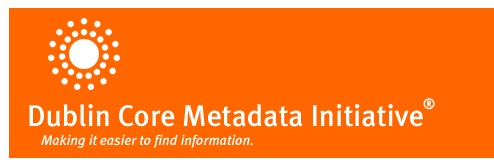 Dublin Core Metadata Initiative®
Making it easier to find information.